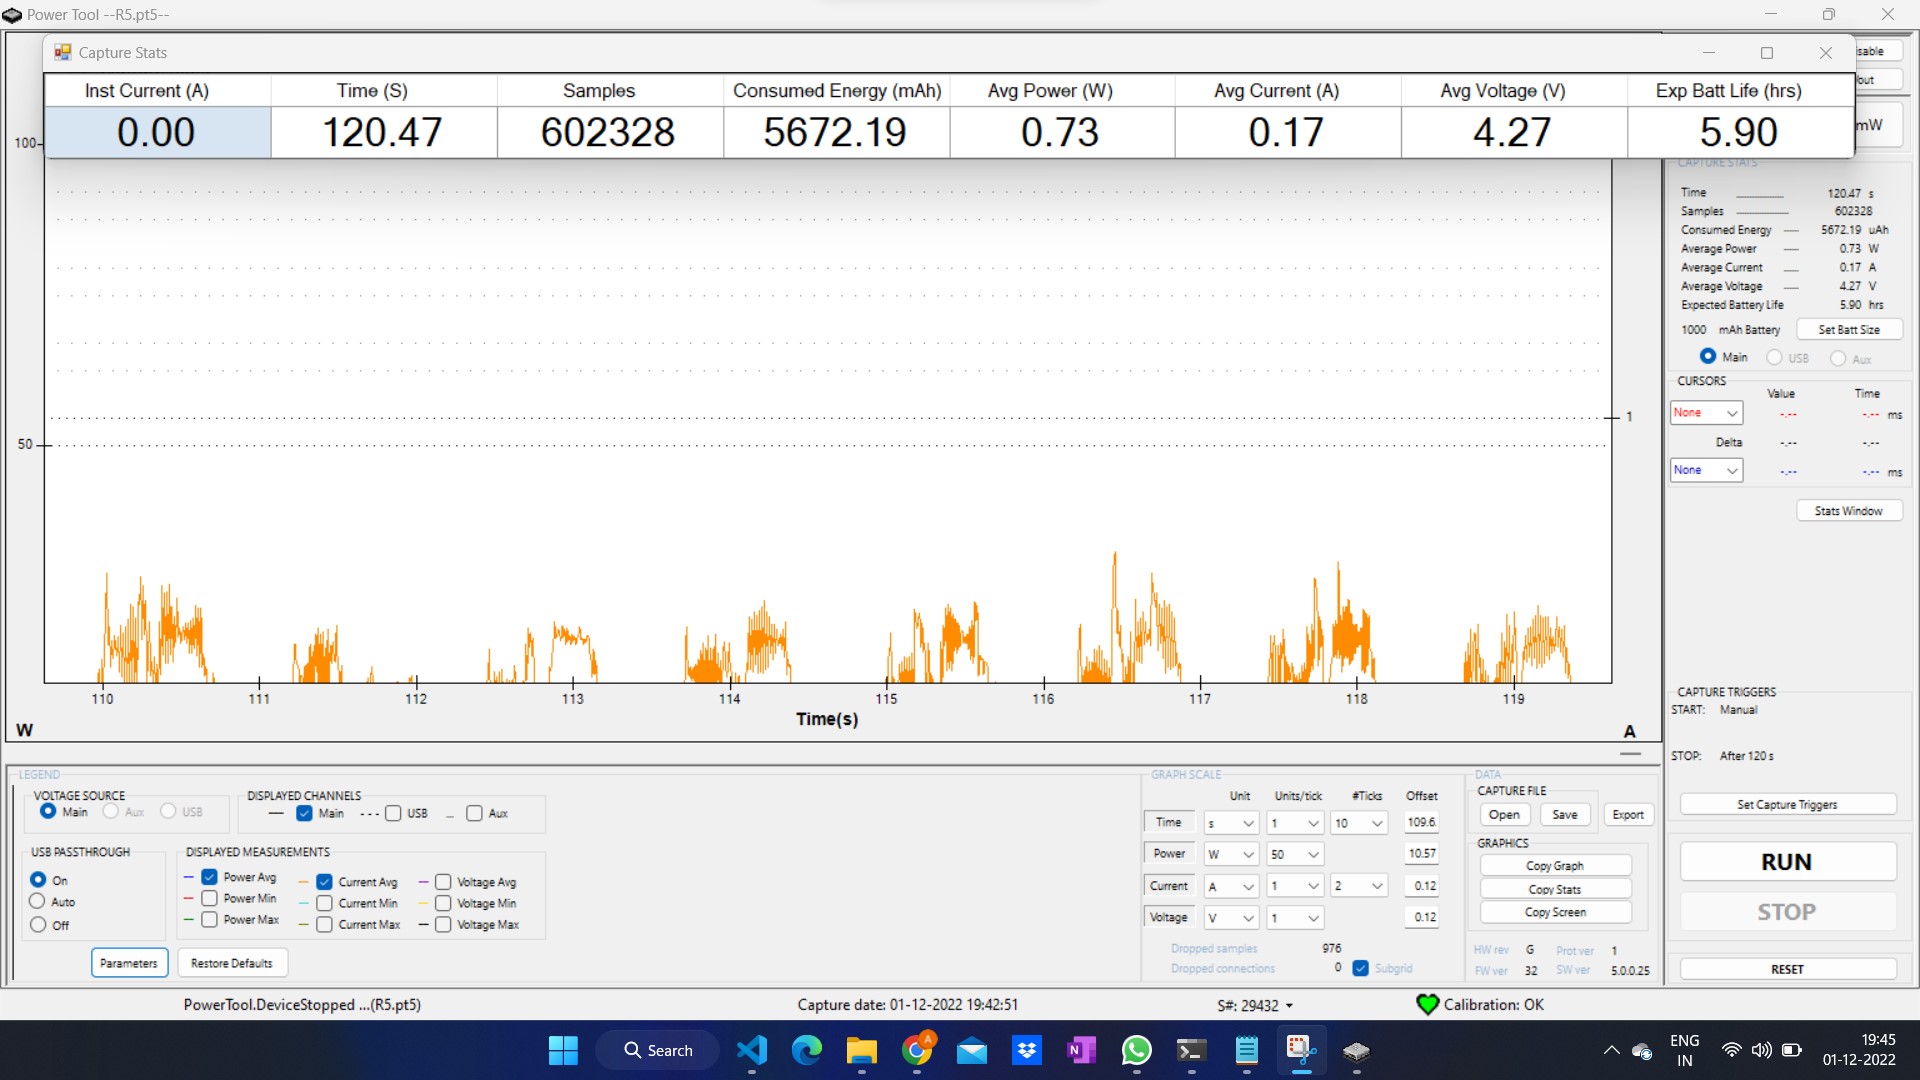 Power Tool --R5.pt5--
Capture Stats
Inst Current (A) Time (S) Samples Consumed Energy (mAh) Avg Power (W) Avg Current (A) Avg Voltage (V) Exp Batt Life (hrs)
0.00 120.47 602328 5672.19 0.73 0.17 4.27 5.90
mW
100
50
1
110 111 112 113 114 115 116 117 118 119
Time(s)
W
A
CAPTURE STATS
Time 120.47 s
Samples 602328
Consumed Energy 5672.19 uAh
Average Power 0.73 W
Average Current 0.17 A
Average Voltage 4.27 V
Expected Battery Life 5.90 hrs
1000 mAh Battery Set Batt Size
Main USB Aux
CURSORS
Value Time
None -.-- -.-- ms
Delta -.-- -.--
None -.-- -.-- ms
Stats Window
CAPTURE TRIGGERS
START: Manual
STOP: After 120 s
Set Capture Triggers
RUN
STOP
RESET
LEGEND
VOLTAGE SOURCE
Main Aux USB
DISPLAYED CHANNELS
Main USB Aux
USB PASSTHROUGH
On
Auto
Off
DISPLAYED MEASUREMENTS
Power Avg Current Avg Voltage Avg
Power Min Current Min Voltage Min
Power Max Current Max Voltage Max
Parameters Restore Defaults
GRAPH SCALE
Unit Units/tick #Ticks Offset
Time s 1 10 109.6
Power W 50 10.57
Current A 1 2 0.12
Voltage V 1 0.12
Dropped samples 976
Dropped connections 0 Subgrid
DATA
CAPTURE FILE
Open Save Export
GRAPHICS
Copy Graph
Copy Stats
Copy Screen
HW rev G Prot ver 1
FW ver 32 SW ver 5.0.0.25
PowerTool.DeviceStopped ...(R5.pt5) Capture date: 01-12-2022 19:42:51 S#: 29432 Calibration: OK
Search
A
N
ENG
IN
19:45
01-12-2022